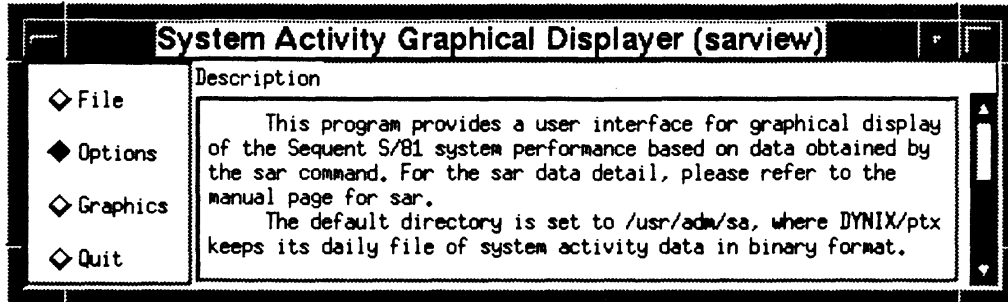 System Activity Graphical Displayer (sarview)
File
Options
Graphics
Quit
Description
This program provides a user interface for graphical display
of the Sequent S/81 system performance based on data obtained by
the sar command. For the sar data detail, please refer to the
manual page for sar.
The default directory is set to /usr/adm/sa, where DYNIX/ptx
keeps its daily file of system activity data in binary format.